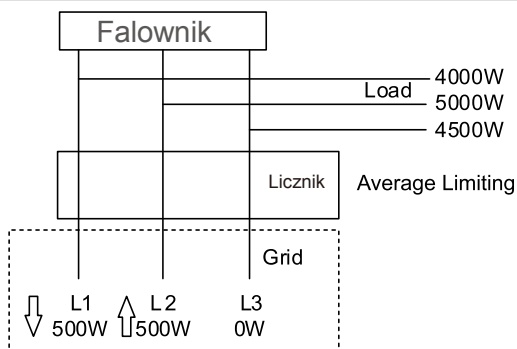 Falownik
4000W
Load
5000W
4500W
Licznik
Average Limiting
Grid
L1 L2 L3
500W 500W 0W